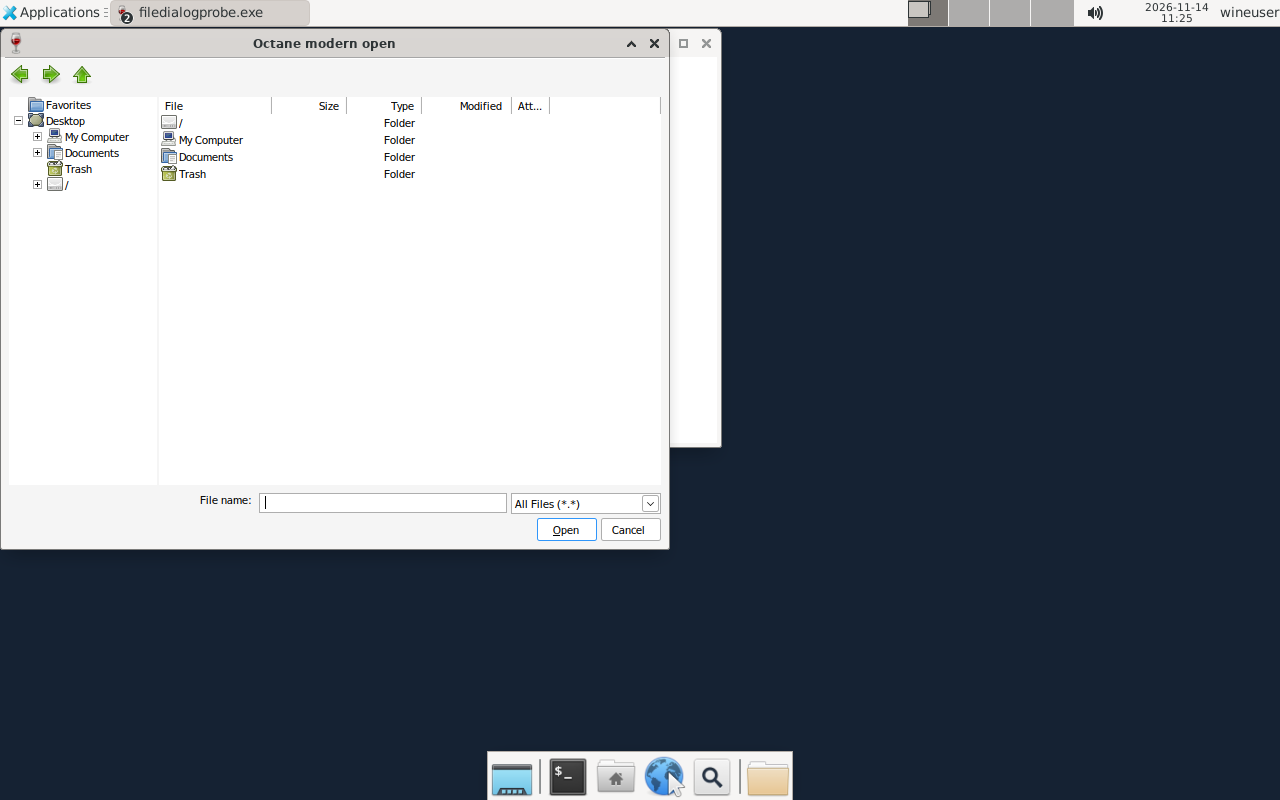 Applications
2 filedialogprobe.exe
2026-11-14
11:25
wineuser
Octane modern open
Favorites
Desktop
My Computer
Documents
Trash
/
File Size Type Modified Att...
/ Folder
My Computer Folder
Documents Folder
Trash Folder
File name:
All Files (*.*)
Open
Cancel
$_